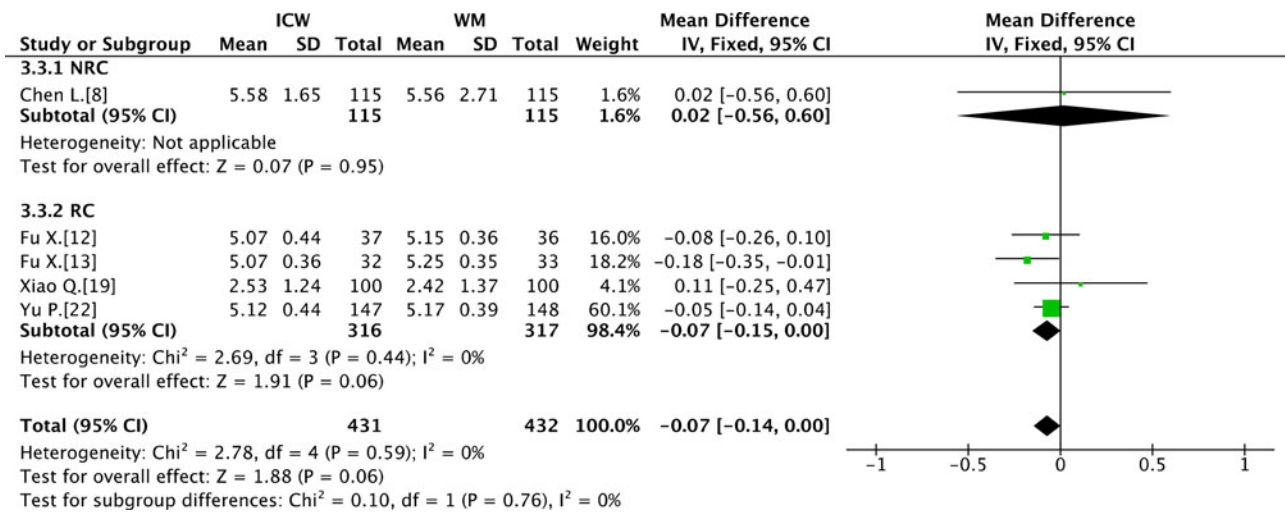 ICW WM Mean Difference Mean Difference
Study or Subgroup Mean SD Total Mean SD Total Weight IV, Fixed, 95% CI IV, Fixed, 95% CI
3.3.1 NRC
Chen L.[8] 5.58 1.65 115 5.56 2.71 115 1.6% 0.02 [-0.56, 0.60]
Subtotal (95% CI) 115 115 1.6% 0.02 [-0.56, 0.60]
Heterogeneity: Not applicable
Test for overall effect: Z = 0.07 (P = 0.95)
3.3.2 RC
Fu X.[12] 5.07 0.44 37 5.15 0.36 36 16.0% -0.08 [-0.26, 0.10]
Fu X.[13] 5.07 0.36 32 5.25 0.35 33 18.2% -0.18 [-0.35, -0.01]
Xiao Q.[19] 2.53 1.24 100 2.42 1.37 100 4.1% 0.11 [-0.25, 0.47]
Yu P.[22] 5.12 0.44 147 5.17 0.39 148 60.1% -0.05 [-0.14, 0.04]
Subtotal (95% CI) 316 317 98.4% -0.07 [-0.15, 0.00]
Heterogeneity: Chi² = 2.69, df = 3 (P = 0.44); I² = 0%
Test for overall effect: Z = 1.91 (P = 0.06)
Total (95% CI) 431 432 100.0% -0.07 [-0.14, 0.00]
Heterogeneity: Chi² = 2.78, df = 4 (P = 0.59); I² = 0%
Test for overall effect: Z = 1.88 (P = 0.06)
Test for subgroup differences: Chi² = 0.10, df = 1 (P = 0.76), I² = 0%
-1 -0.5 0 0.5 1